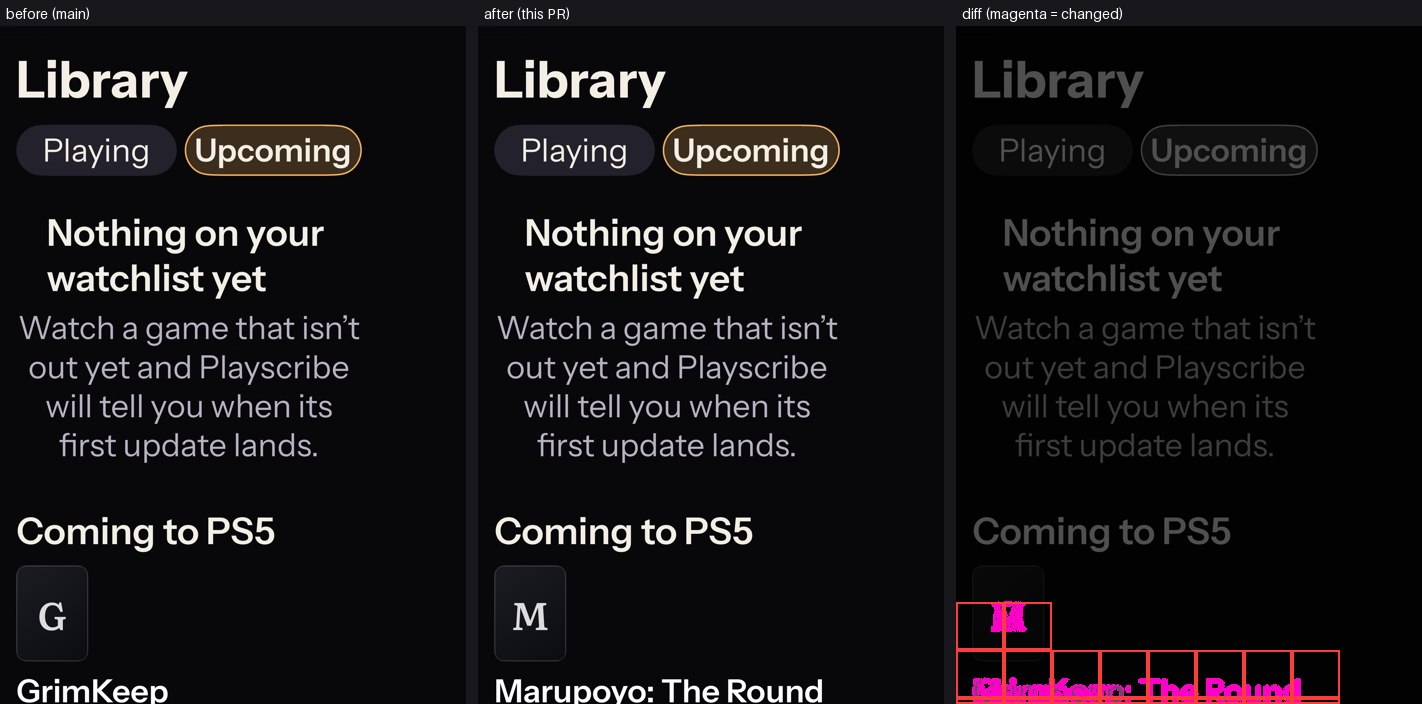 before (main)
Library
Playing
Upcoming
Nothing on your
watchlist yet
Watch a game that isn’t
out yet and Playscribe
will tell you when its
first update lands.
Coming to PS5
G
GrimKeep
after (this PR)
Library
Playing
Upcoming
Nothing on your
watchlist yet
Watch a game that isn’t
out yet and Playscribe
will tell you when its
first update lands.
Coming to PS5
M
Marupoyo: The Round
diff (magenta = changed)
Library
Playing
Upcoming
Nothing on your
watchlist yet
Watch a game that isn’t
out yet and Playscribe
will tell you when its
first update lands.
Coming to PS5
The Round